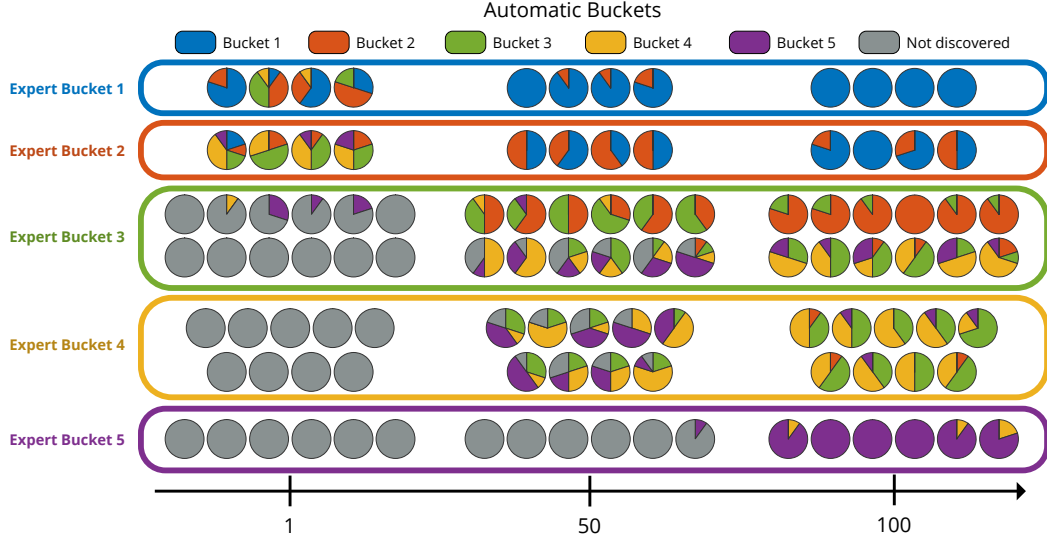 Automatic Buckets
Bucket 1 Bucket 2 Bucket 3 Bucket 4 Bucket 5 Not discovered
Expert Bucket 1
Expert Bucket 2
Expert Bucket 3
Expert Bucket 4
Expert Bucket 5
1 50 100